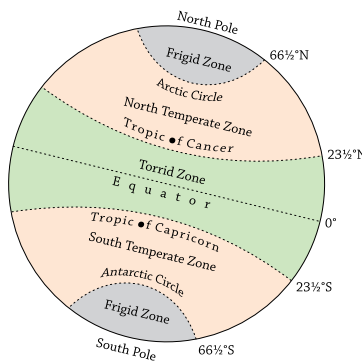 North Pole
66½°N
Frigid Zone
Arctic Circle
North Temperate Zone
Tropic of Cancer
23½°N
Torrid Zone
Equator
0°
Tropic of Capricorn
South Temperate Zone
23½°S
Antarctic Circle
Frigid Zone
66½°S
South Pole